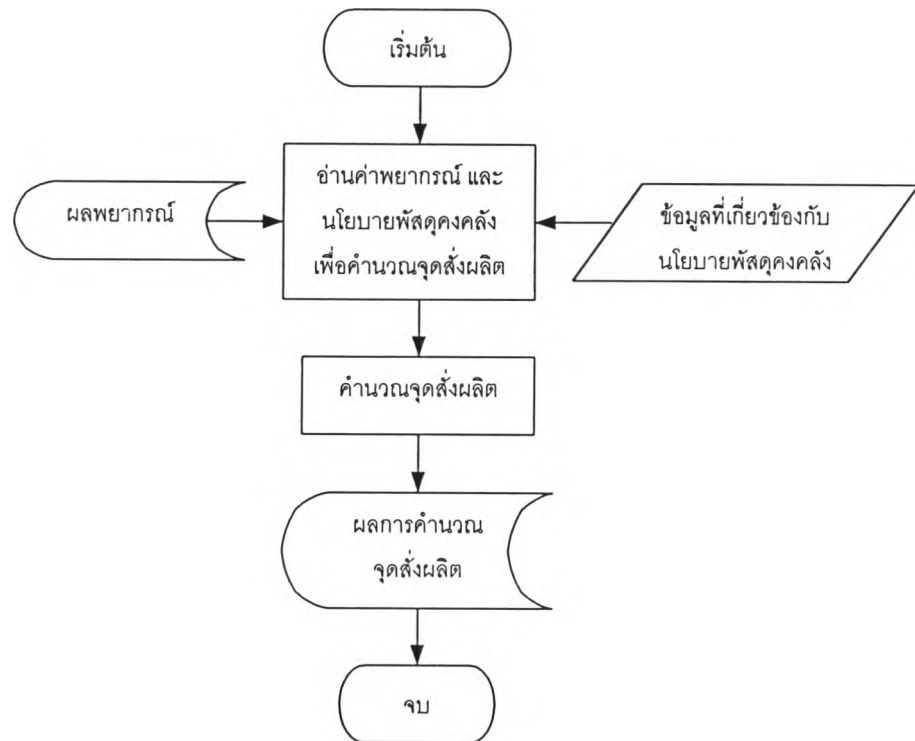 เริ่มต้น
อ่านค่าพยากรณ์ และ
นโยบายพัสดุคงคลัง
เพื่อคำนวณจุดสั่งผลิต
ผลพยากรณ์
ข้อมูลที่เกี่ยวข้องกับ
นโยบายพัสดุคงคลัง
คำนวณจุดสั่งผลิต
ผลการคำนวณ
จุดสั่งผลิต
จบ